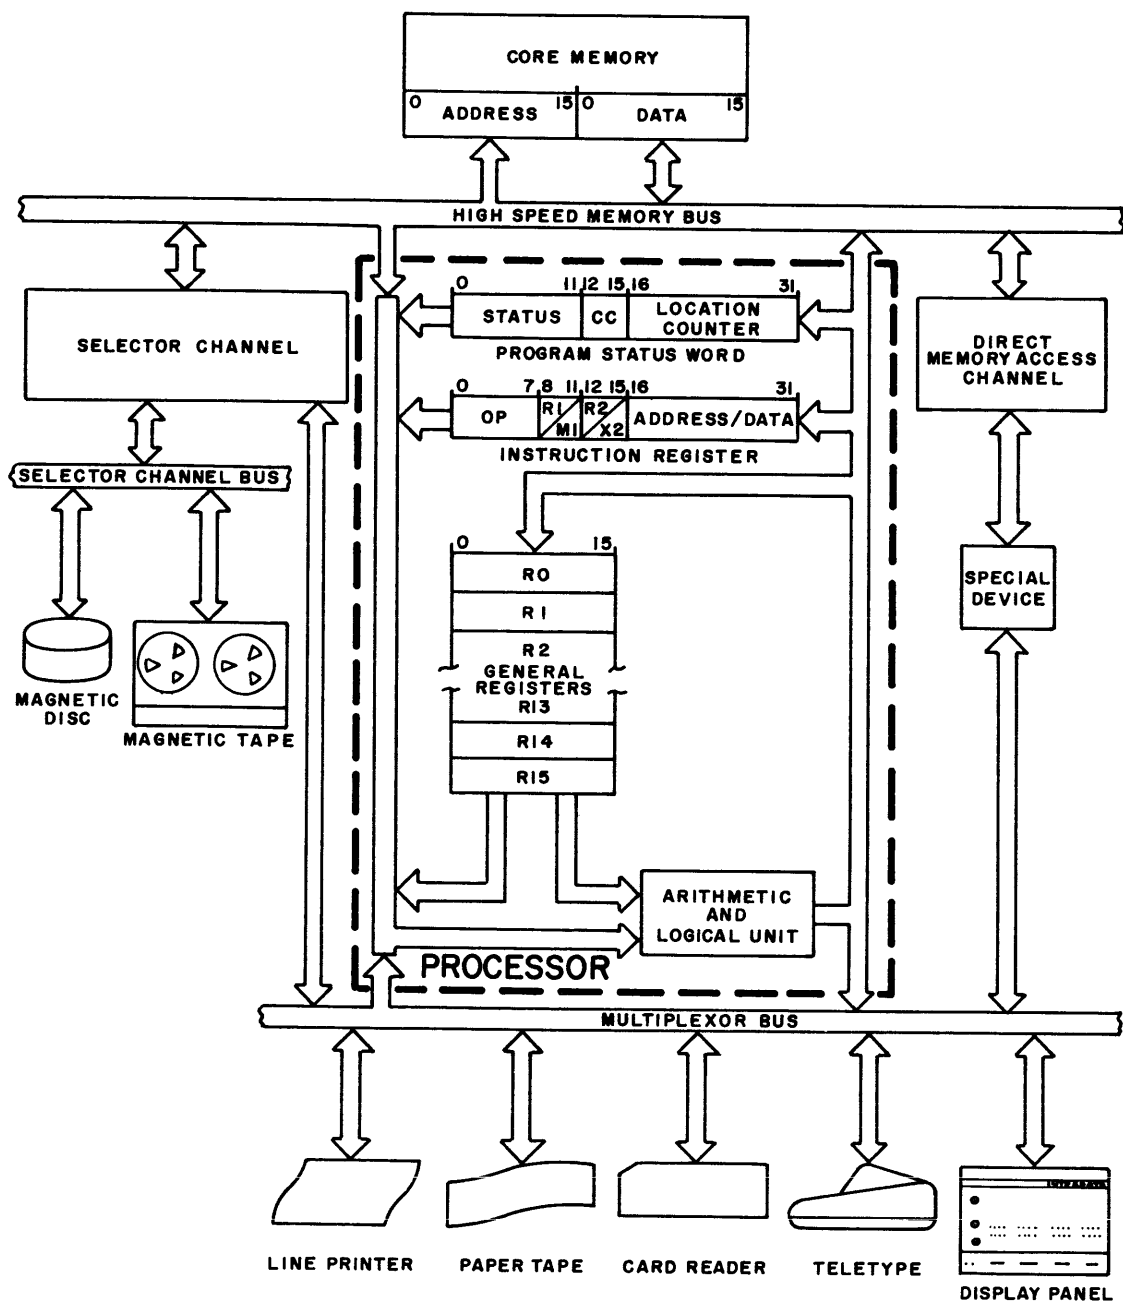 CORE MEMORY
0 15 0 15
ADDRESS DATA
HIGH SPEED MEMORY BUS
0 11 12 15 16 31
STATUS CC LOCATION
COUNTER
PROGRAM STATUS WORD
SELECTOR CHANNEL
DIRECT
MEMORY ACCESS
CHANNEL
0 7 8 11 12 15 16 31
OP R1 M1 R2 X2 ADDRESS/DATA
INSTRUCTION REGISTER
SELECTOR CHANNEL BUS
0 15
R0
R1
R2
GENERAL
REGISTERS
R13
R14
R15
SPECIAL
DEVICE
MAGNETIC
DISC
MAGNETIC TAPE
ARITHMETIC
AND
LOGICAL UNIT
PROCESSOR
MULTIPLEXOR BUS
LINE PRINTER
PAPER TAPE
CARD READER
TELETYPE
DISPLAY PANEL